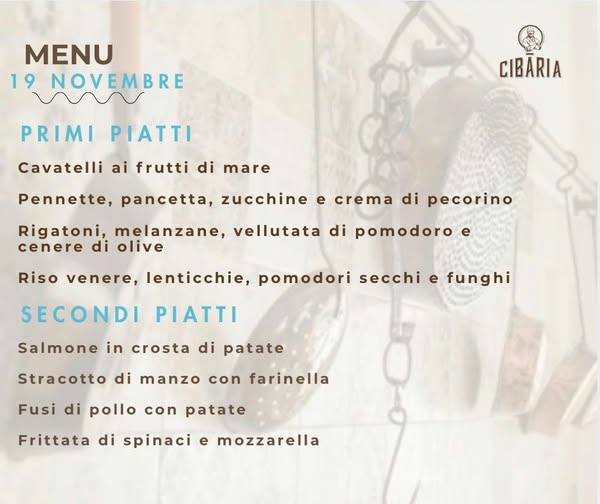 MENU
CIBĀRIA
19 NOVEMBRE
PRIMI PIATTI
Cavatelli ai frutti di mare
Pennette, pancetta, zucchine e crema di pecorino
Rigatoni, melanzane, vellutata di pomodoro e
cenere di olive
Riso venere, lenticchie, pomodori secchi e funghi
SECONDI PIATTI
Salmone in crosta di patate
Stracotto di manzo con farinella
Fusi di pollo con patate
Frittata di spinaci e mozzarella